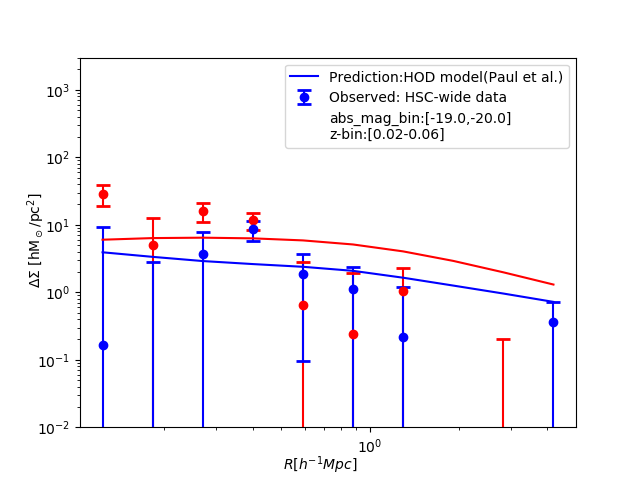 Prediction:HOD model(Paul et al.)
Observed: HSC-wide data
abs_mag_bin:[-19.0,-20.0]
z-bin:[0.02-0.06]
10³
10²
10¹
10⁰
10⁻¹
10⁻²
ΔΣ [hM⊙/pc²]
10⁰
R[h⁻¹Mpc]